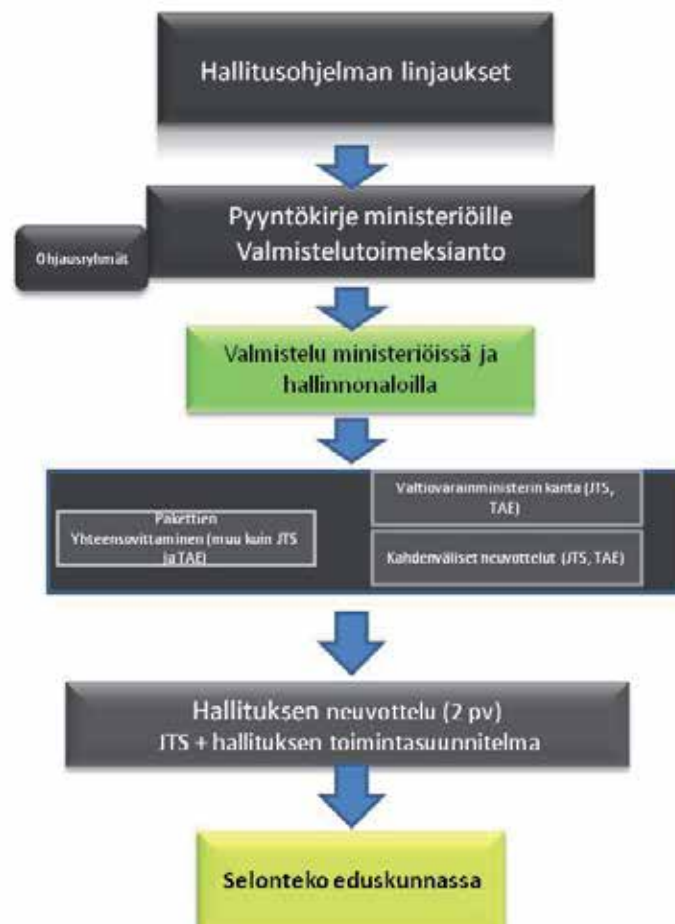 Hallitusohjelman linjaukset
Pyyntökirje ministeriöille
Valmistelutoimeksianto
Ohjausryhmät
Valmistelu ministeriöissä ja
hallinnonaloilla
Pakettien
Yhteensovittaminen (muu kuin JTS
ja TAE)
Valtiovarainministerin kanta (JTS,
TAE)
Kahdenväliset neuvottelut (JTS, TAE)
Hallituksen neuvottelu (2 pv)
JTS + hallituksen toimintasuunnitelma
Selonteko eduskunnassa